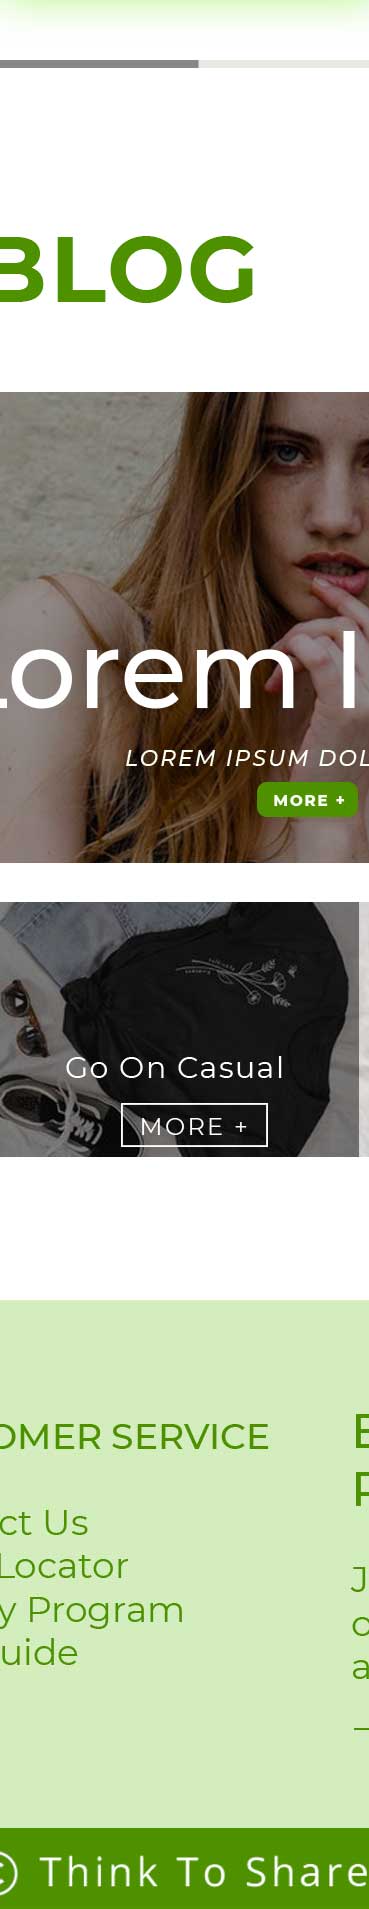 BLOG
Lorem I
LOREM IPSUM DOL
MORE +
Go On Casual
MORE +
OMER SERVICE
ct Us
Locator
y Program
uide
© Think To Share